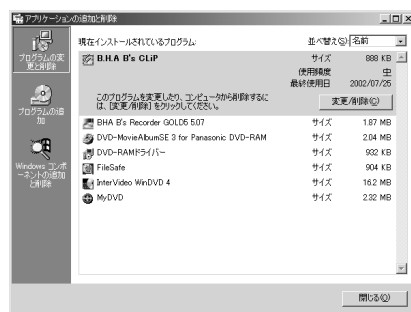 アプリケーションの追加と削除
プログラムの変更と削除
プログラムの追加
Windows コンポーネントの追加と削除
現在インストールされているプログラム:
並べ替え(S): 名前
B.H.A B's CLiP
サイズ 888 KB
使用頻度 中
最終使用日 2002/07/26
このプログラムを変更したり、コンピュータから削除するには、[変更/削除] をクリックしてください。
変更/削除(C)
BHA B's Recorder GOLD5 5.07 サイズ 1.87 MB
DVD-MovieAlbumSE 3 for Panasonic DVD-RAM サイズ 2.04 MB
DVD-RAMドライバー サイズ 932 KB
FileSafe サイズ 904 KB
InterVideo WinDVD 4 サイズ 16.2 MB
MyDVD サイズ 2.32 MB
閉じる(O)